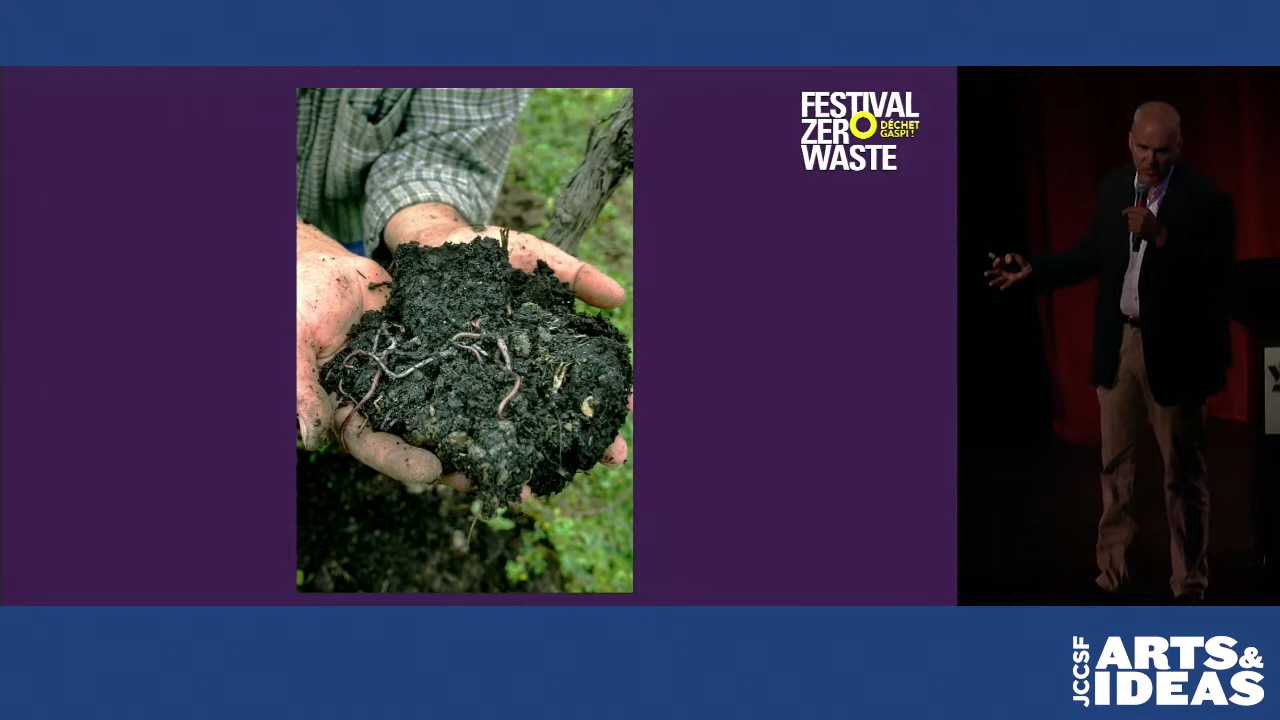 FESTIVAL
ZERO DÉCHET
GASPI !
WASTE
JCCSF
ARTS&
IDEAS